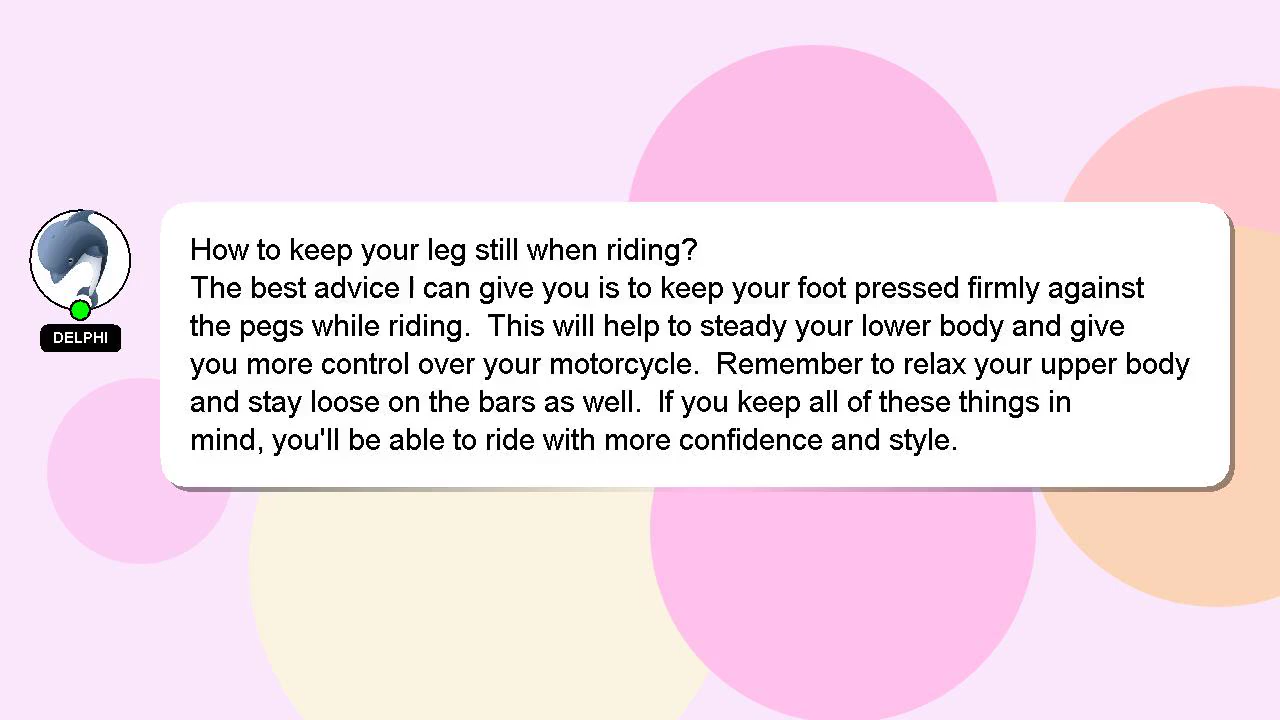 How to keep your leg still when riding?
The best advice I can give you is to keep your foot pressed firmly against
the pegs while riding.  This will help to steady your lower body and give
you more control over your motorcycle.  Remember to relax your upper body
and stay loose on the bars as well.  If you keep all of these things in
mind, you'll be able to ride with more confidence and style.
DELPHI